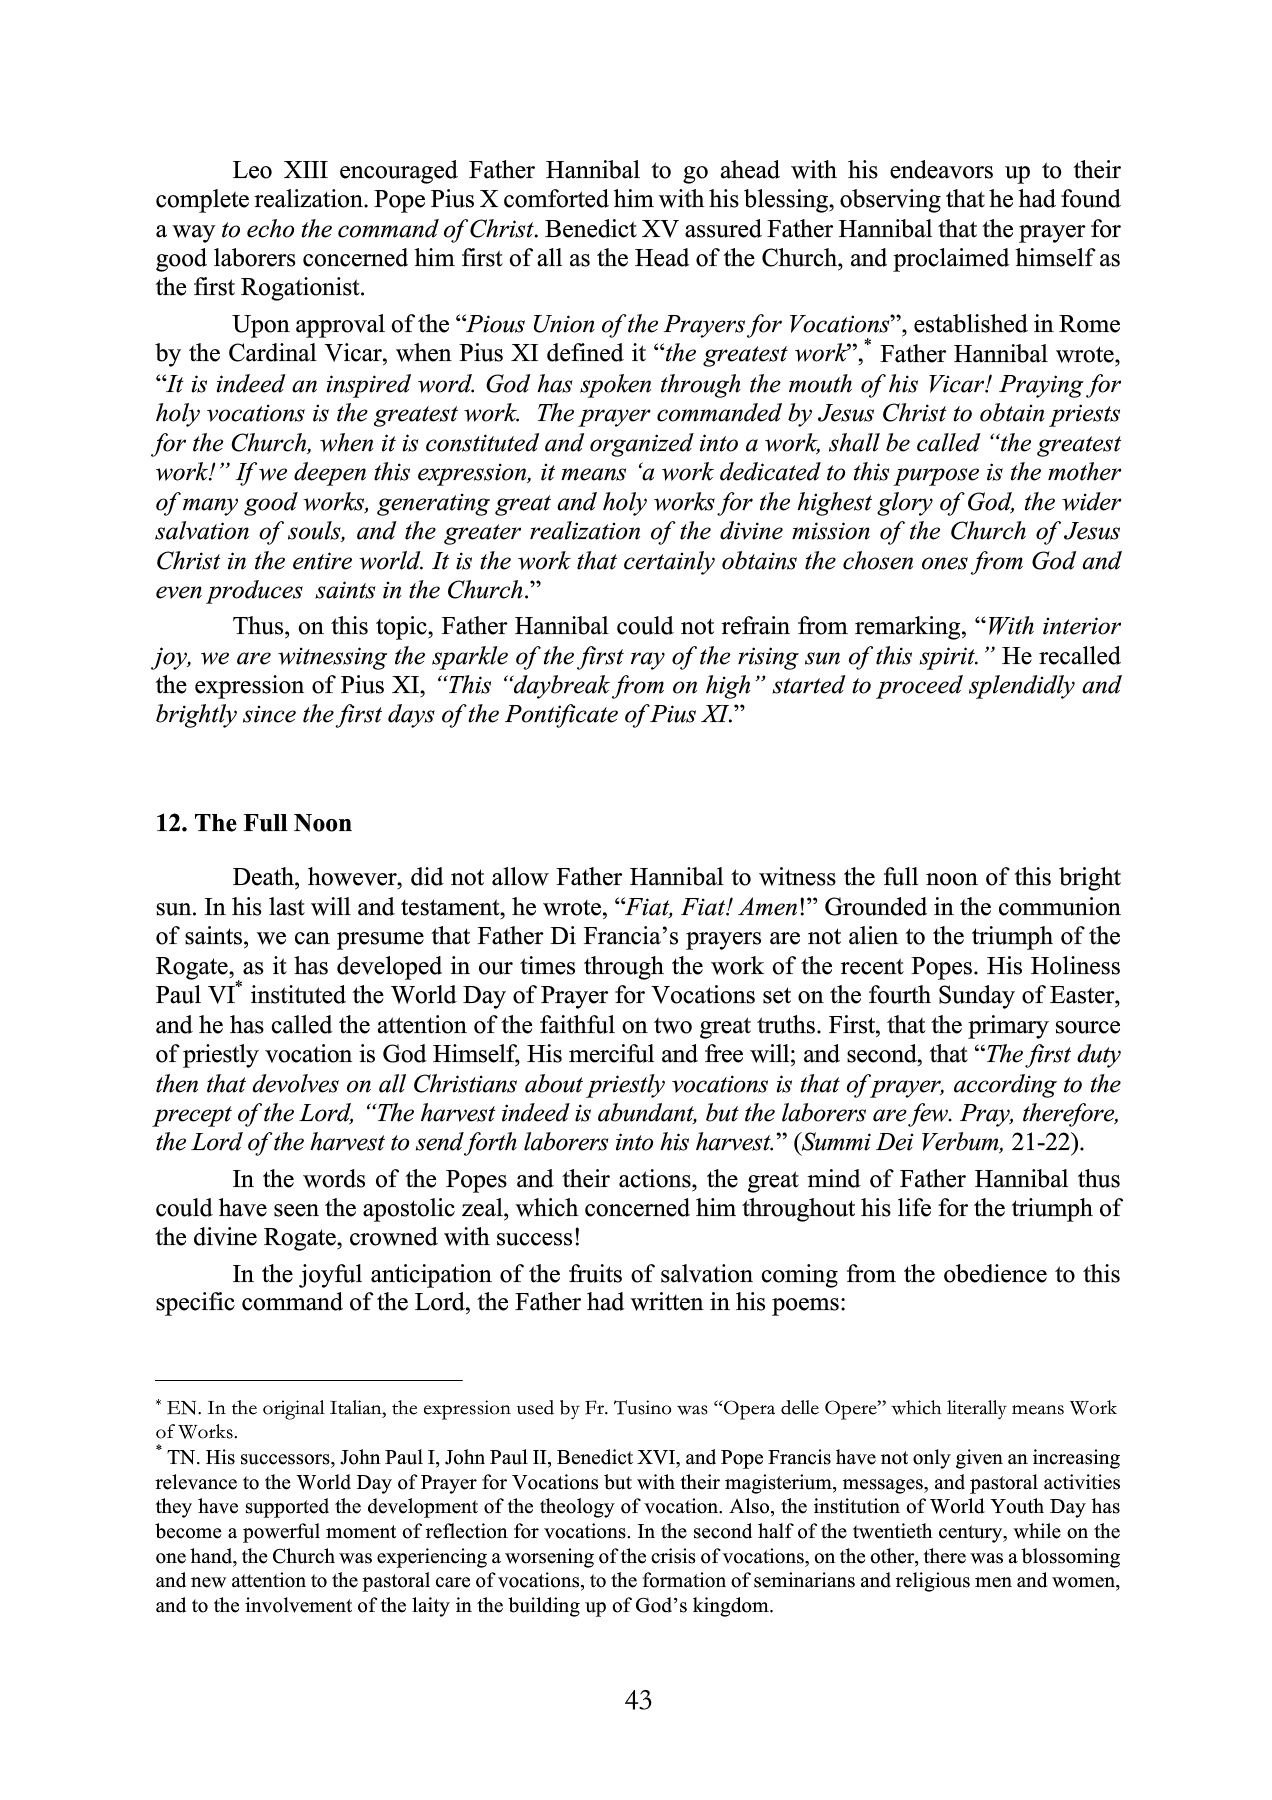 Leo XIII encouraged Father Hannibal to go ahead with his endeavors up to their
complete realization. Pope Pius X comforted him with his blessing, observing that he had found
a way to echo the command of Christ. Benedict XV assured Father Hannibal that the prayer for
good laborers concerned him first of all as the Head of the Church, and proclaimed himself as
the first Rogationist.
Upon approval of the “Pious Union of the Prayers for Vocations”, established in Rome
by the Cardinal Vicar, when Pius XI defined it “the greatest work”,* Father Hannibal wrote,
“It is indeed an inspired word. God has spoken through the mouth of his Vicar! Praying for
holy vocations is the greatest work.  The prayer commanded by Jesus Christ to obtain priests
for the Church, when it is constituted and organized into a work, shall be called “the greatest
work!” If we deepen this expression, it means ‘a work dedicated to this purpose is the mother
of many good works, generating great and holy works for the highest glory of God, the wider
salvation of souls, and the greater realization of the divine mission of the Church of Jesus
Christ in the entire world. It is the work that certainly obtains the chosen ones from God and
even produces  saints in the Church.”
Thus, on this topic, Father Hannibal could not refrain from remarking, “With interior
joy, we are witnessing the sparkle of the first ray of the rising sun of this spirit.” He recalled
the expression of Pius XI, “This “daybreak from on high” started to proceed splendidly and
brightly since the first days of the Pontificate of Pius XI.”
12. The Full Noon
Death, however, did not allow Father Hannibal to witness the full noon of this bright
sun. In his last will and testament, he wrote, “Fiat, Fiat! Amen!” Grounded in the communion
of saints, we can presume that Father Di Francia’s prayers are not alien to the triumph of the
Rogate, as it has developed in our times through the work of the recent Popes. His Holiness
Paul VI* instituted the World Day of Prayer for Vocations set on the fourth Sunday of Easter,
and he has called the attention of the faithful on two great truths. First, that the primary source
of priestly vocation is God Himself, His merciful and free will; and second, that “The first duty
then that devolves on all Christians about priestly vocations is that of prayer, according to the
precept of the Lord, “The harvest indeed is abundant, but the laborers are few. Pray, therefore,
the Lord of the harvest to send forth laborers into his harvest.” (Summi Dei Verbum, 21-22).
In the words of the Popes and their actions, the great mind of Father Hannibal thus
could have seen the apostolic zeal, which concerned him throughout his life for the triumph of
the divine Rogate, crowned with success!
In the joyful anticipation of the fruits of salvation coming from the obedience to this
specific command of the Lord, the Father had written in his poems:
* EN. In the original Italian, the expression used by Fr. Tusino was “Opera delle Opere” which literally means Work
of Works.
* TN. His successors, John Paul I, John Paul II, Benedict XVI, and Pope Francis have not only given an increasing
relevance to the World Day of Prayer for Vocations but with their magisterium, messages, and pastoral activities
they have supported the development of the theology of vocation. Also, the institution of World Youth Day has
become a powerful moment of reflection for vocations. In the second half of the twentieth century, while on the
one hand, the Church was experiencing a worsening of the crisis of vocations, on the other, there was a blossoming
and new attention to the pastoral care of vocations, to the formation of seminarians and religious men and women,
and to the involvement of the laity in the building up of God’s kingdom.
43